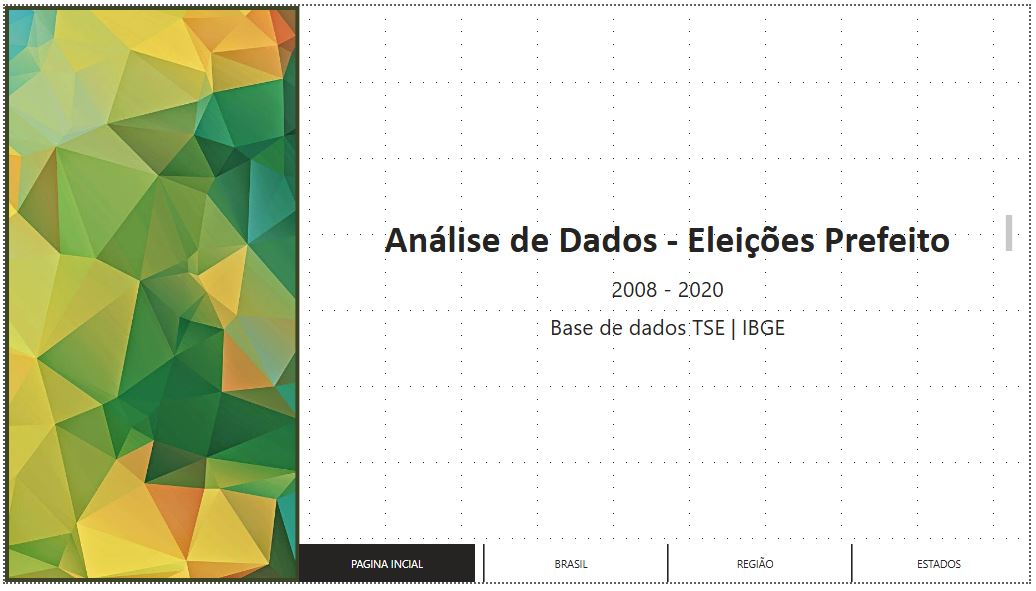 Análise de Dados - Eleições Prefeito
2008 - 2020
Base de dados TSE | IBGE
PAGINA INCIAL
BRASIL
REGIÃO
ESTADOS